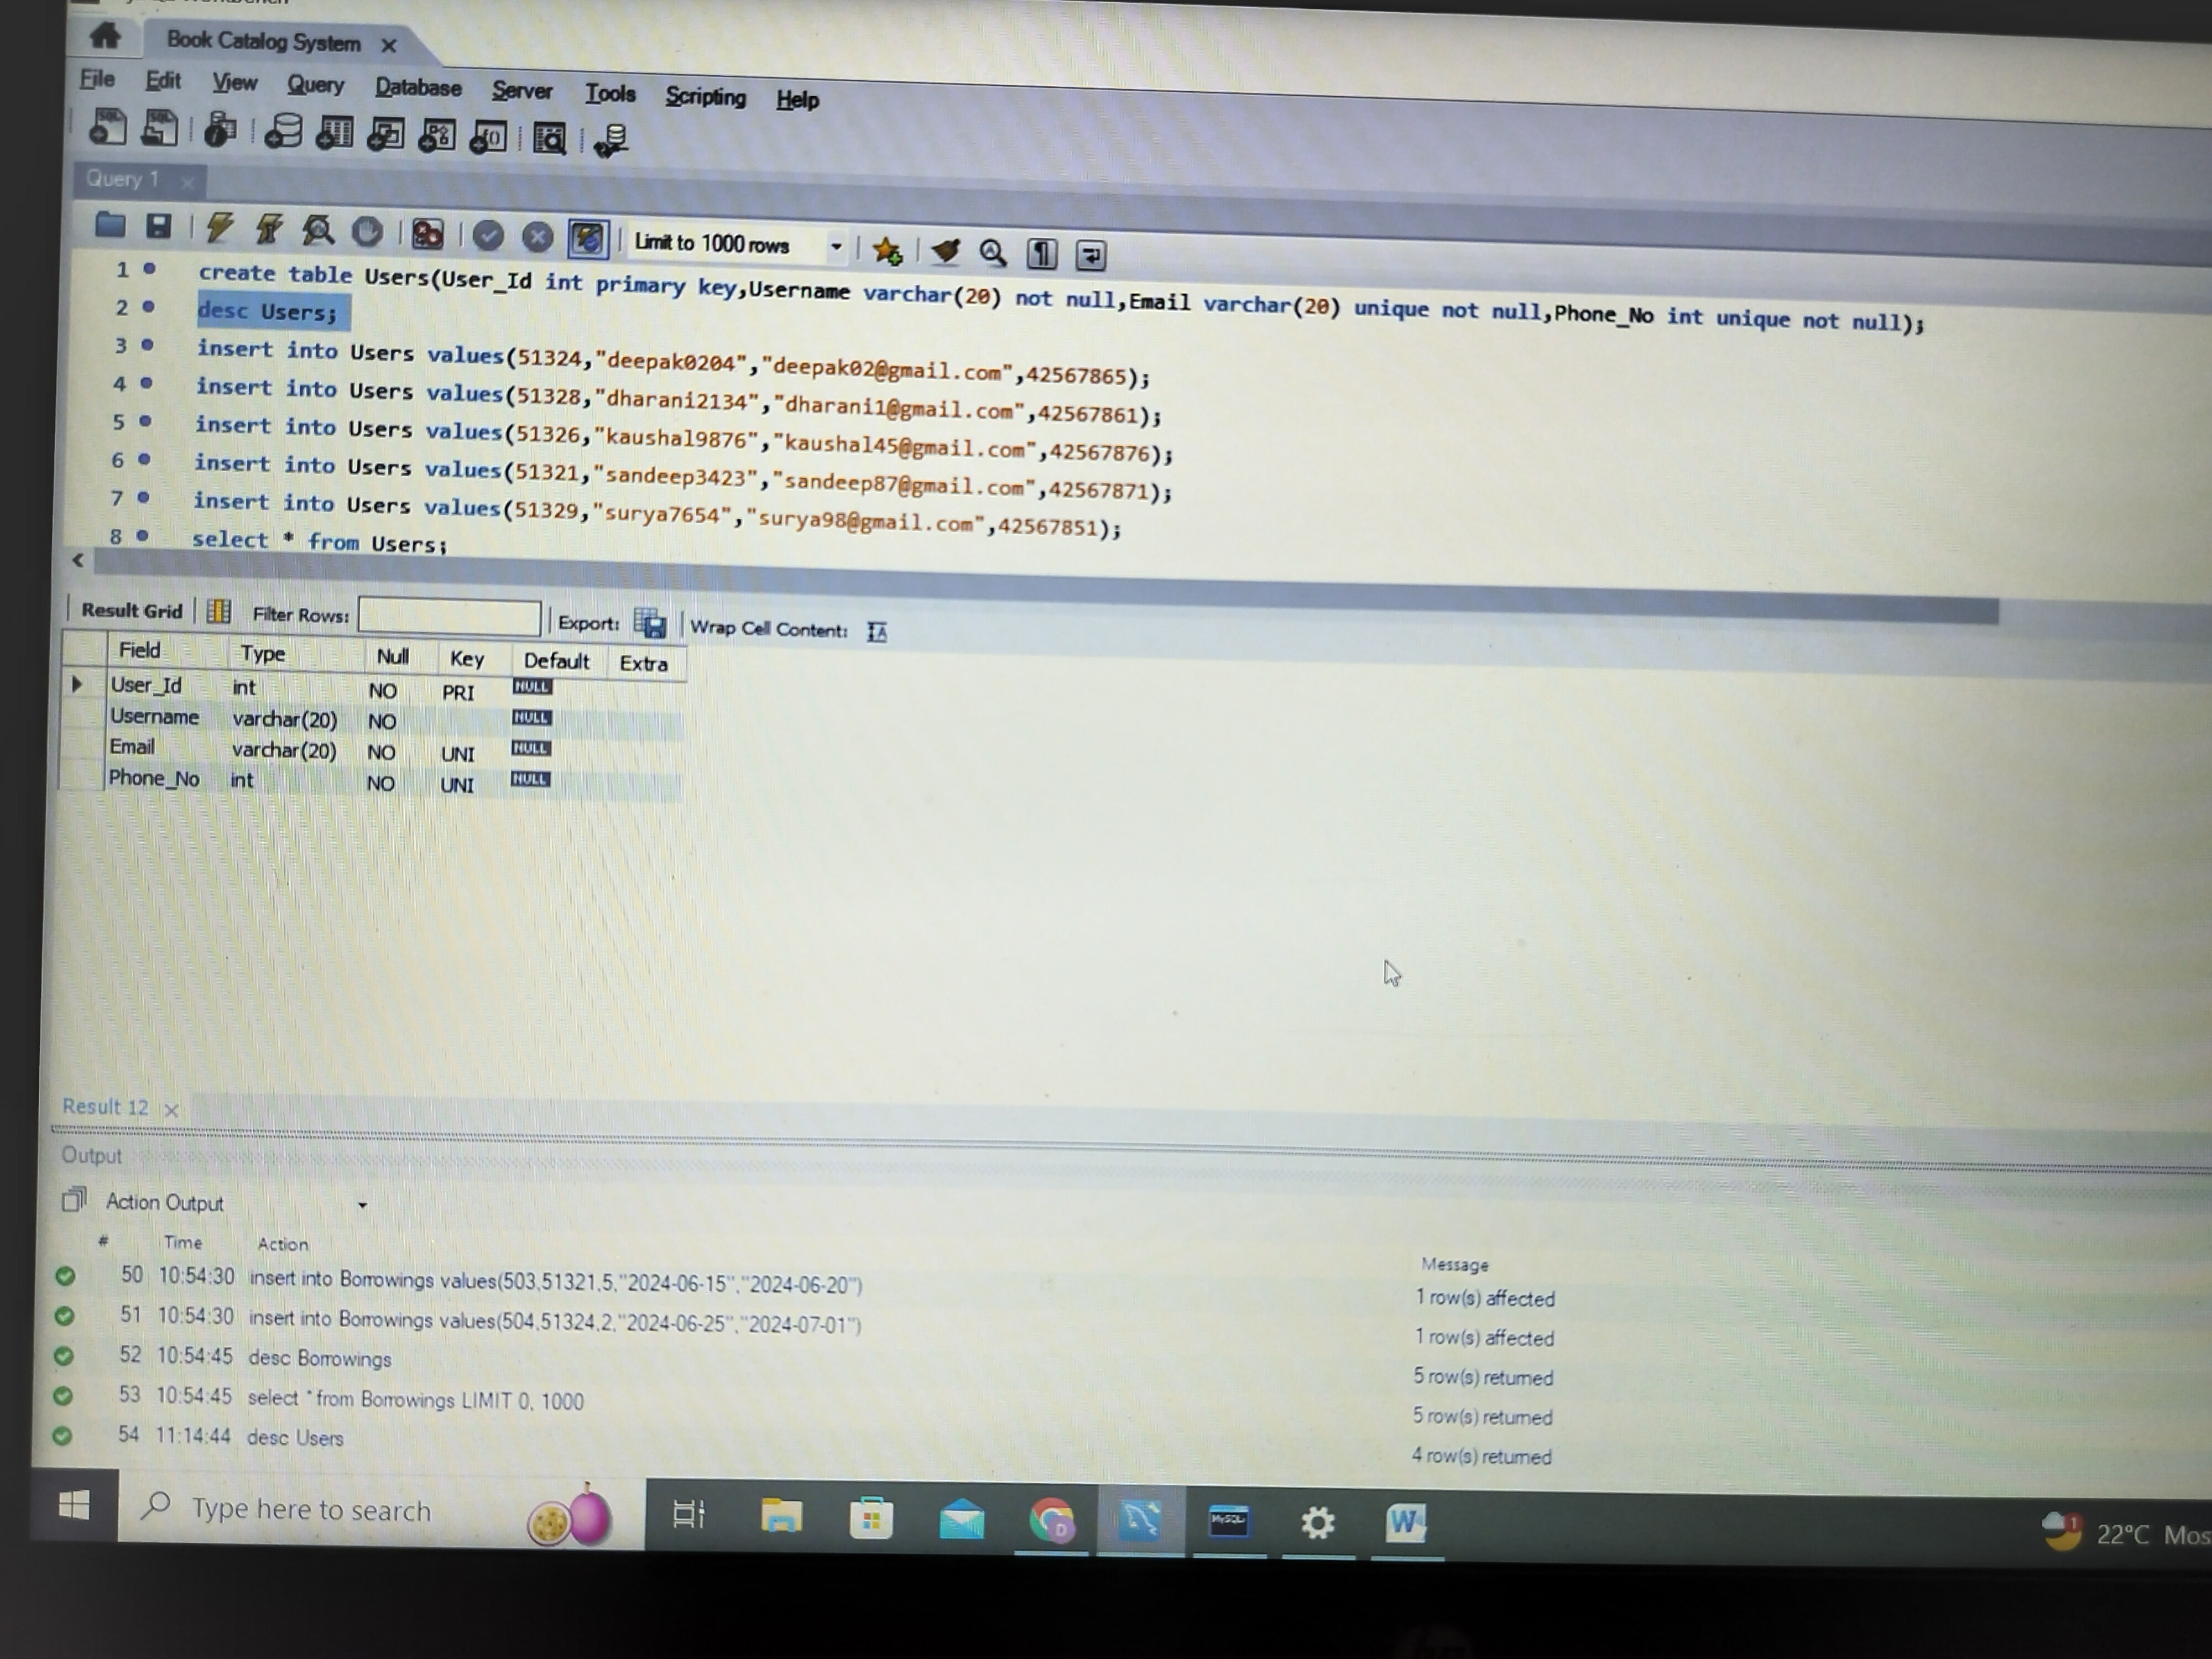 Book Catalog System
File Edit View Query Database Server Tools Scripting Help
Query 1
Limit to 1000 rows
1 create table Users(User_Id int primary key,Username varchar(20) not null,Email varchar(20) unique not null,Phone_No int unique not null);
2 desc Users;
3 insert into Users values(51324,"deepak0204","deepak02@gmail.com",42567865);
4 insert into Users values(51328,"dharani2134","dharani1@gmail.com",42567861);
5 insert into Users values(51326,"kaushal9876","kaushal45@gmail.com",42567876);
6 insert into Users values(51321,"sandeep3423","sandeep87@gmail.com",42567871);
7 insert into Users values(51329,"surya7654","surya98@gmail.com",42567851);
8 select * from Users;
Result Grid Filter Rows: Export: Wrap Cell Content:
Field Type Null Key Default Extra
User_Id int NO PRI NULL
Username varchar(20) NO NULL
Email varchar(20) NO UNI NULL
Phone_No int NO UNI NULL
Result 12
Output
Action Output
# Time Action Message
50 10:54:30 insert into Borrowings values(503,51321,5,"2024-06-15","2024-06-20") 1 row(s) affected
51 10:54:30 insert into Borrowings values(504,51324,2,"2024-06-25","2024-07-01") 1 row(s) affected
52 10:54:45 desc Borrowings 5 row(s) returned
53 10:54:45 select * from Borrowings LIMIT 0, 1000 5 row(s) returned
54 11:14:44 desc Users 4 row(s) returned
Type here to search
22°C Mos